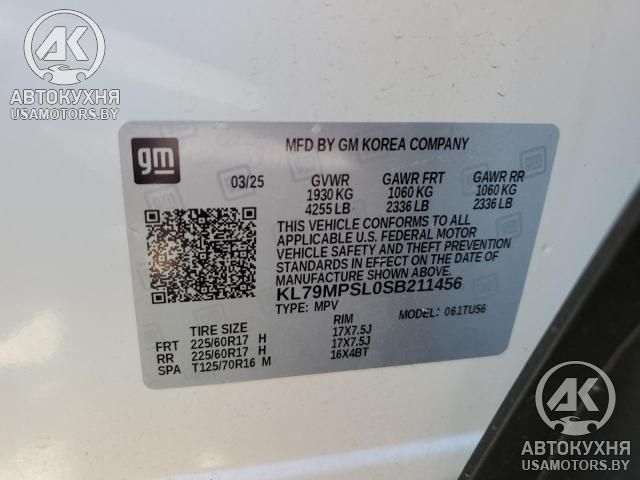 AK
АВТОКУХНЯ
USAMOTORS.BY
gm
MFD BY GM KOREA COMPANY
03/25 GVWR GAWR FRT GAWR RR
1930 KG 1060 KG 1060 KG
4255 LB 2336 LB 2336 LB
THIS VEHICLE CONFORMS TO ALL
APPLICABLE U.S. FEDERAL MOTOR
VEHICLE SAFETY AND THEFT PREVENTION
STANDARDS IN EFFECT ON THE DATE OF
MANUFACTURE SHOWN ABOVE.
KL79MPSL0SB211456
TYPE: MPV MODEL: 061TU56
TIRE SIZE RIM
FRT 225/60R17 H 17X7.5J
RR 225/60R17 H 17X7.5J
SPA T125/70R16 M 16X4BT
AK
АВТОКУХНЯ
USAMOTORS.BY